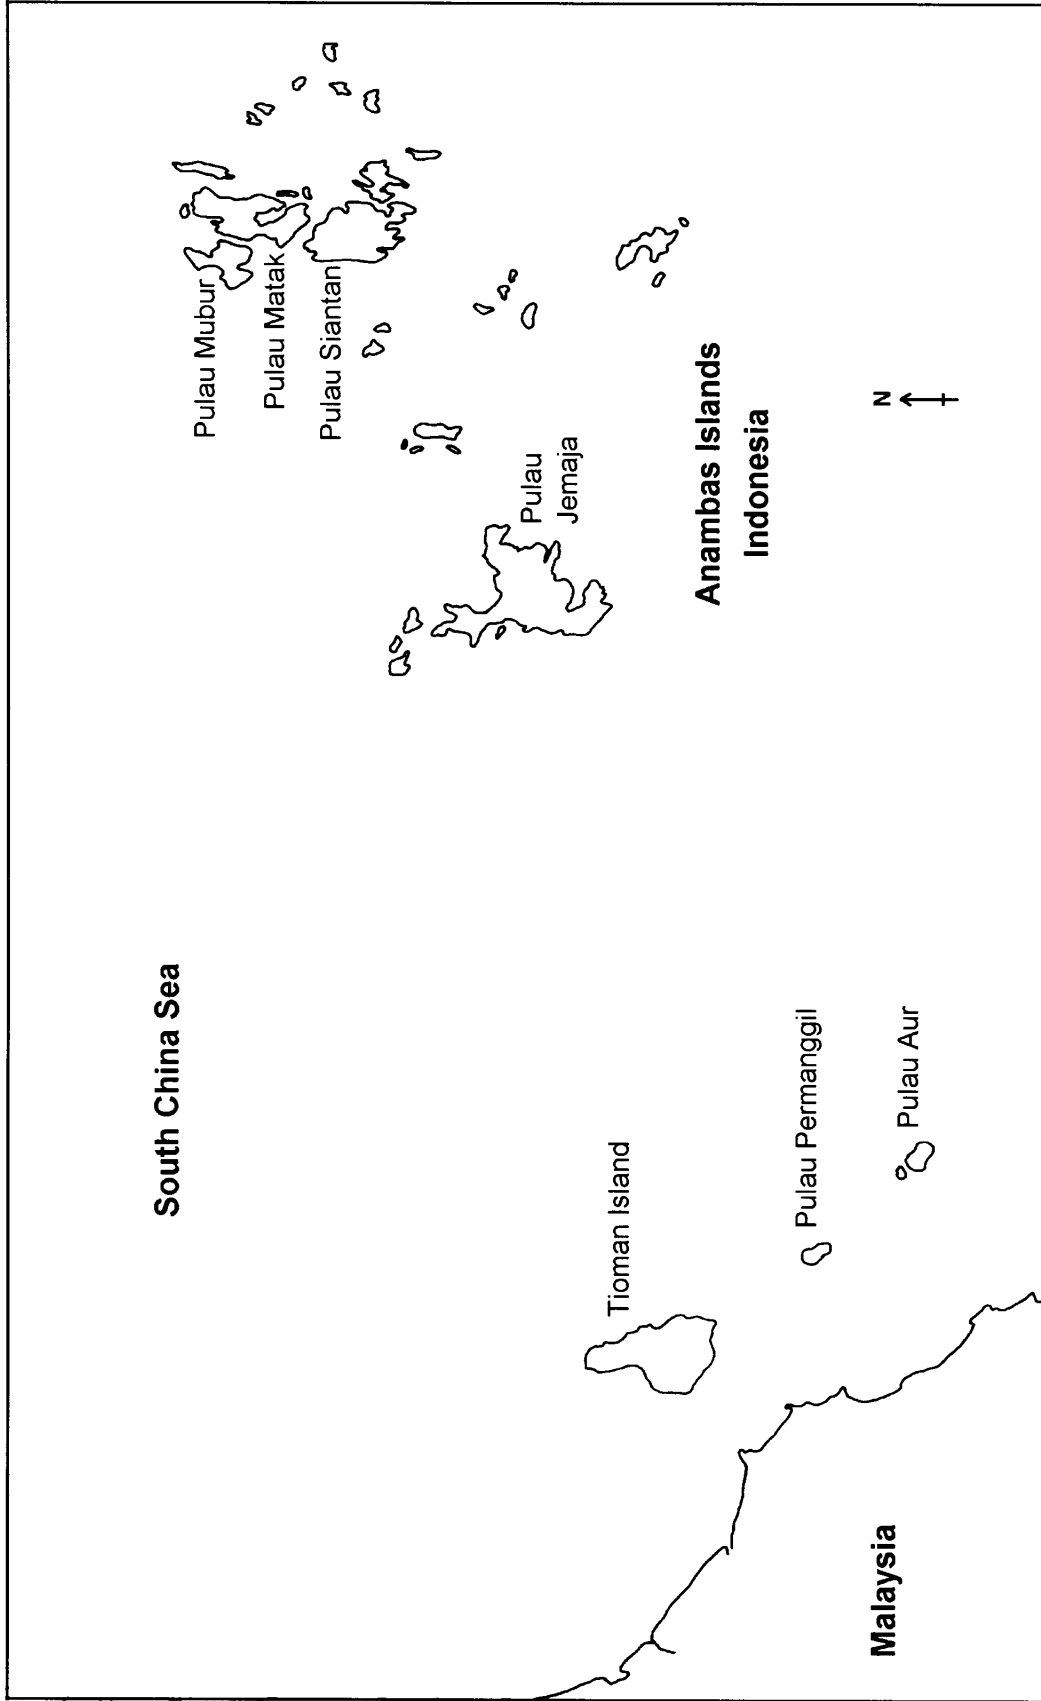 South China Sea
Pulau Mubur
Pulau Matak
Pulau Siantan
Pulau
Jemaja
Tioman Island
Anambas Islands
Indonesia
Pulau Permanggil
N
Pulau Aur
Malaysia